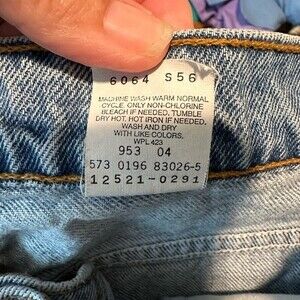 6064 S56
MACHINE WASH WARM NORMAL
CYCLE. ONLY NON-CHLORINE
BLEACH IF NEEDED. TUMBLE
DRY HOT. HOT IRON IF NEEDED.
WASH AND DRY
WITH LIKE COLORS.
WPL 423
953 04
573 0196 83026-5
12521-0291